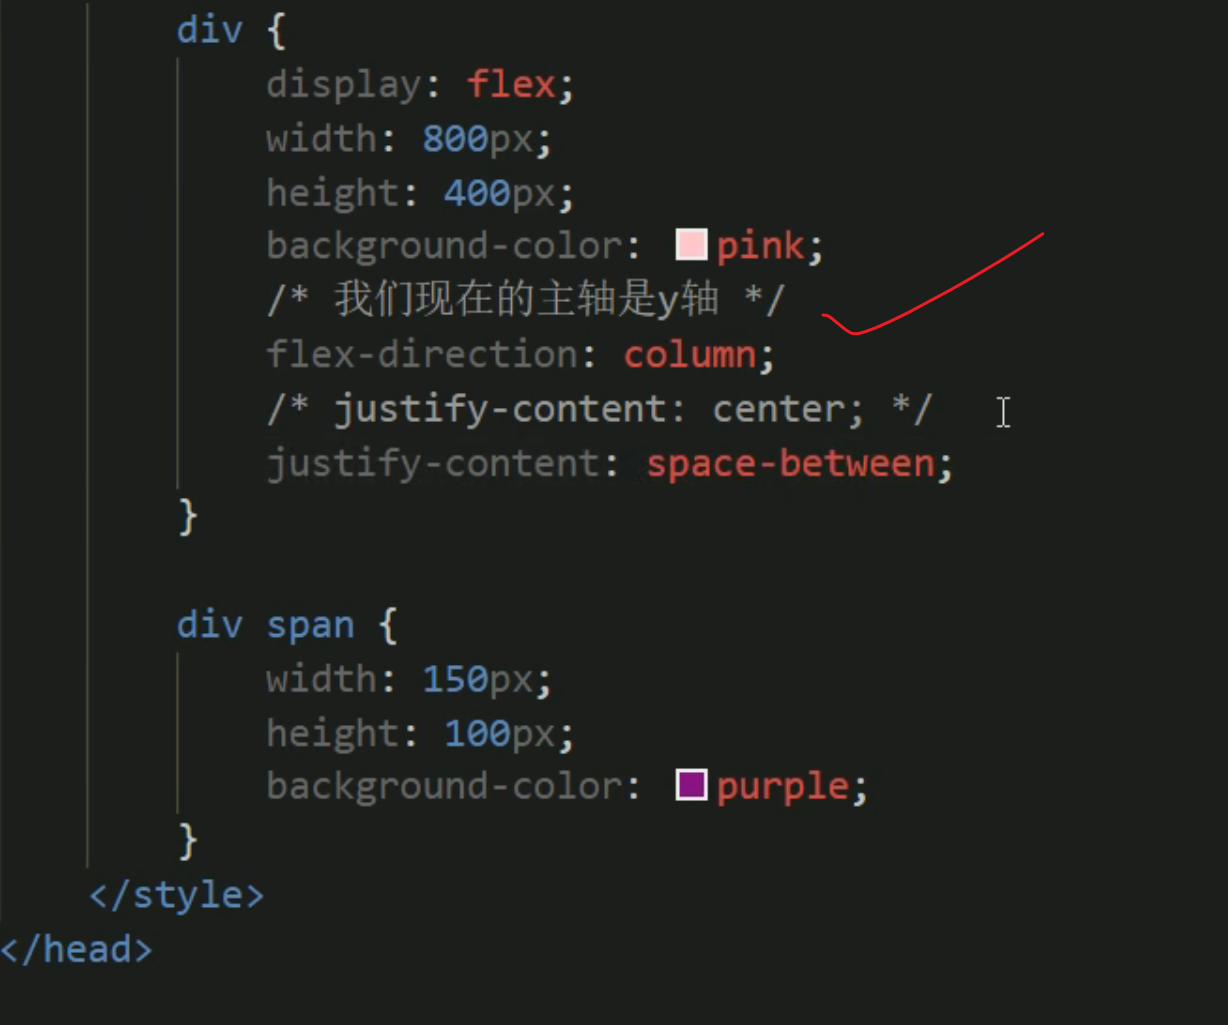 div {
display: flex;
width: 800px;
height: 400px;
background-color: pink;
/* 我们现在的主轴是y轴 */
flex-direction: column;
/* justify-content: center; */
justify-content: space-between;
}
div span {
width: 150px;
height: 100px;
background-color: purple;
}
</style>
</head>